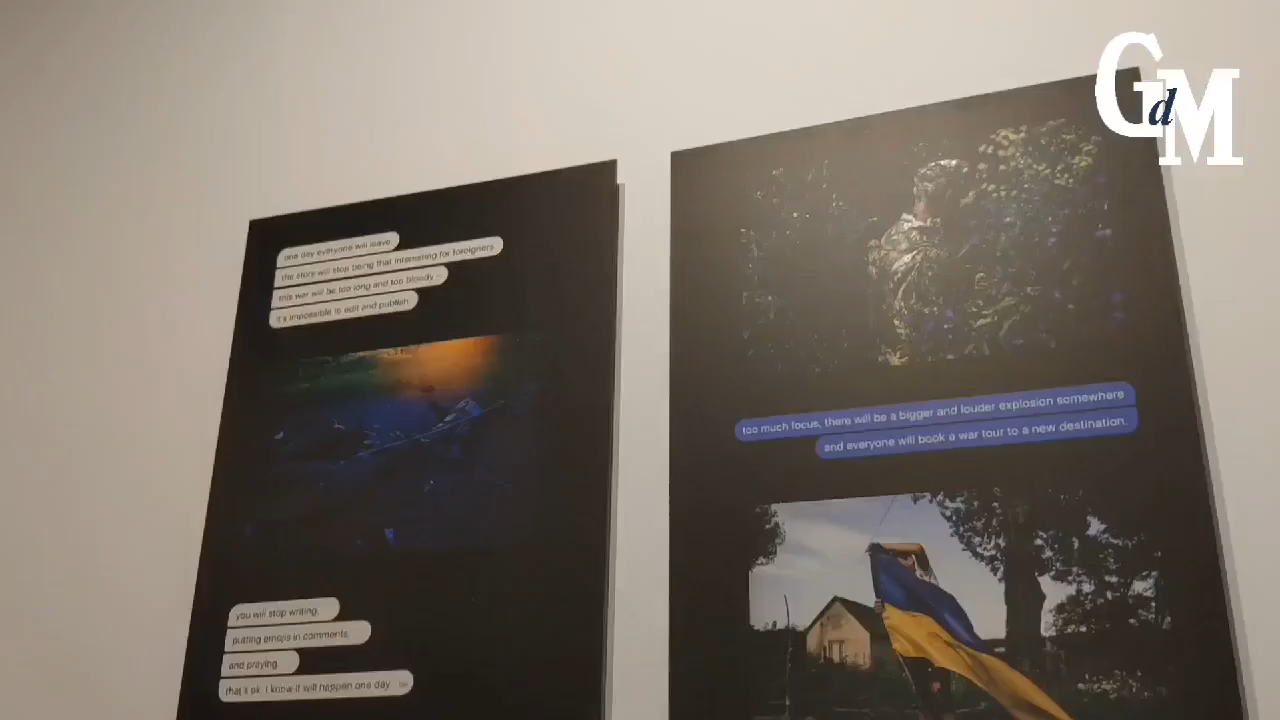 one day everyone will leave.
the story will stop being that interesting for foreigners.
this war will be too long and too bloody –
it's impossible to edit and publish.
you will stop writing,
putting emojis in comments,
and praying.
that's ok. I know it will happen one day.
too much focus, there will be a bigger and louder explosion somewhere
and everyone will book a war tour to a new destination.
GdM